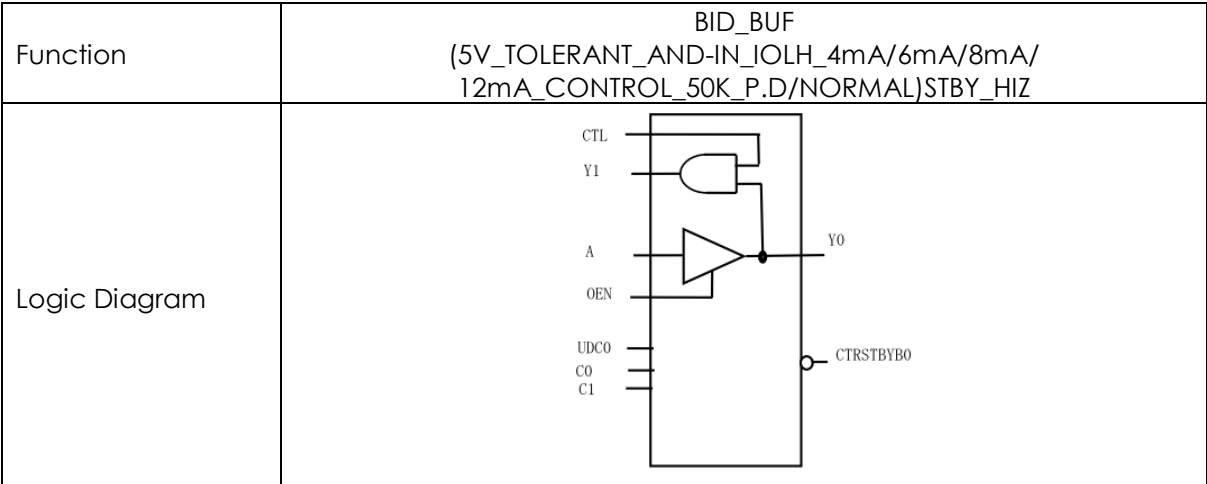 Function
BID_BUF
(5V_TOLERANT_AND-IN_IOLH_4mA/6mA/8mA/
12mA_CONTROL_50K_P.D/NORMAL)STBY_HIZ
Logic Diagram
CTL
Y1
A
Y0
OEN
UDC0
C0
C1
CTRSTBYB0